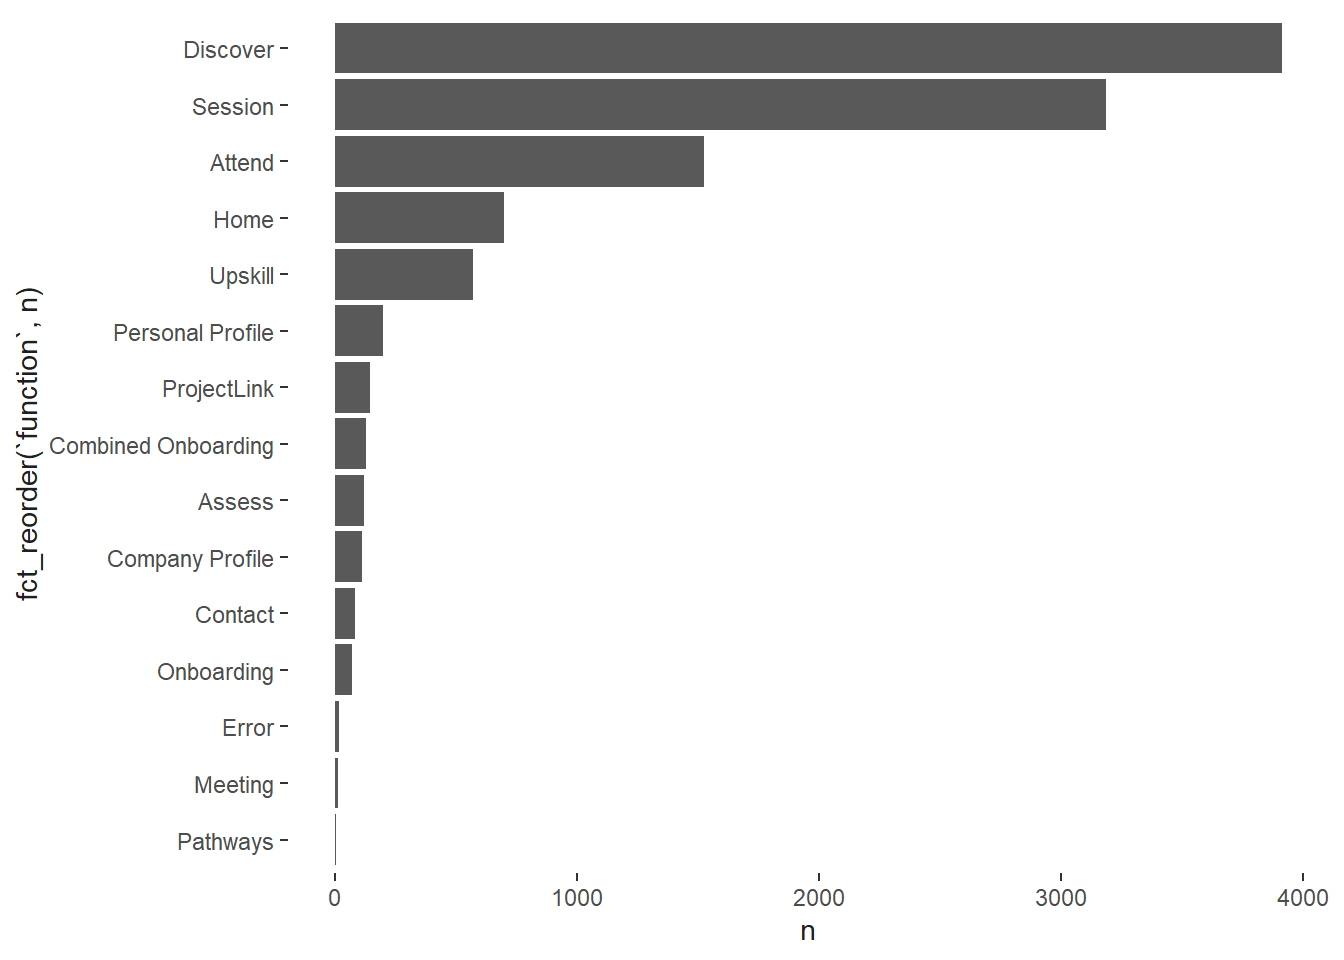 Discover
Session
Attend
Home
Upskill
Personal Profile
ProjectLink
Combined Onboarding
Assess
Company Profile
Contact
Onboarding
Error
Meeting
Pathways
fct_reorder(`function`, n)
0 1000 2000 3000 4000
n